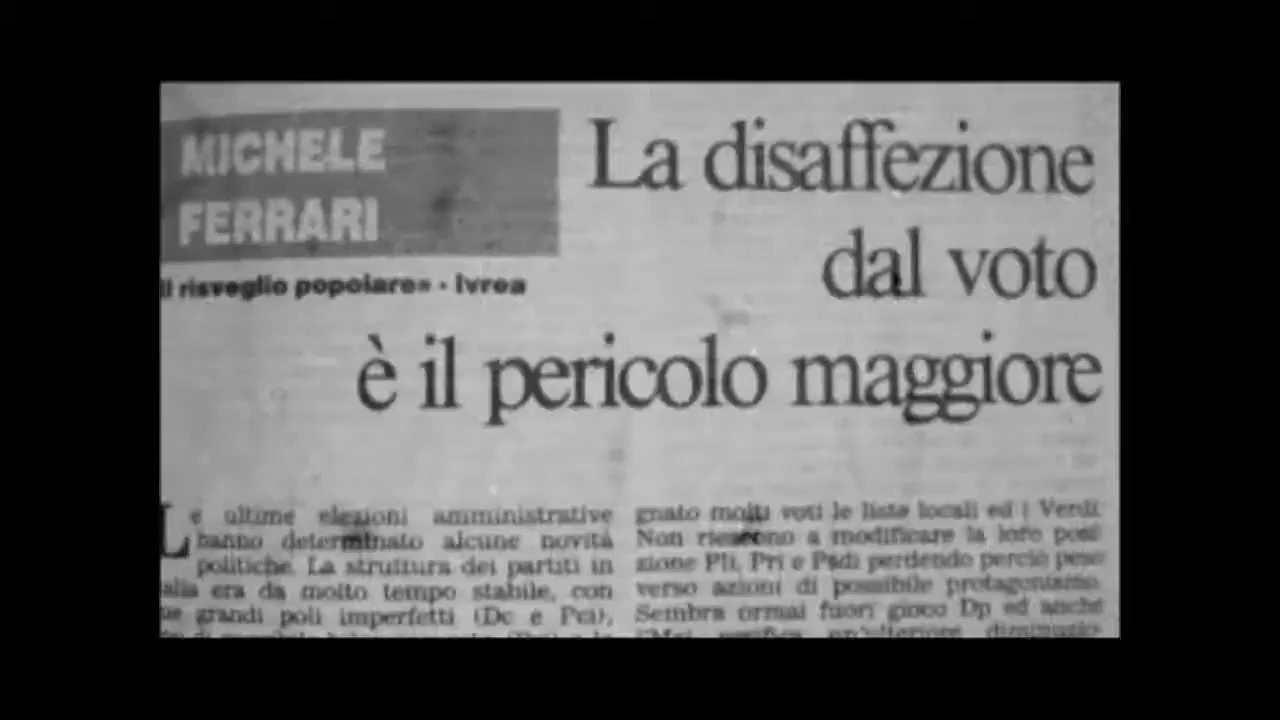 MICHELE
FERRARI
Il risveglio popolare» - Ivrea
La disaffezione
dal voto
è il pericolo maggiore
Le ultime elezioni amministrative
hanno determinato alcune novità
politiche. La struttura dei partiti in
alia era da molto tempo stabile, con
ue grandi poli imperfetti (Dc e Pci),
gnato molti voti le liste locali ed i Verdi.
Non riescono a modificare la loro posi
zione Pli, Pri e Psdi perdendo perciò peso
verso azioni di possibile protagonismo.
Sembra ormai fuori gioco Dp ed anche